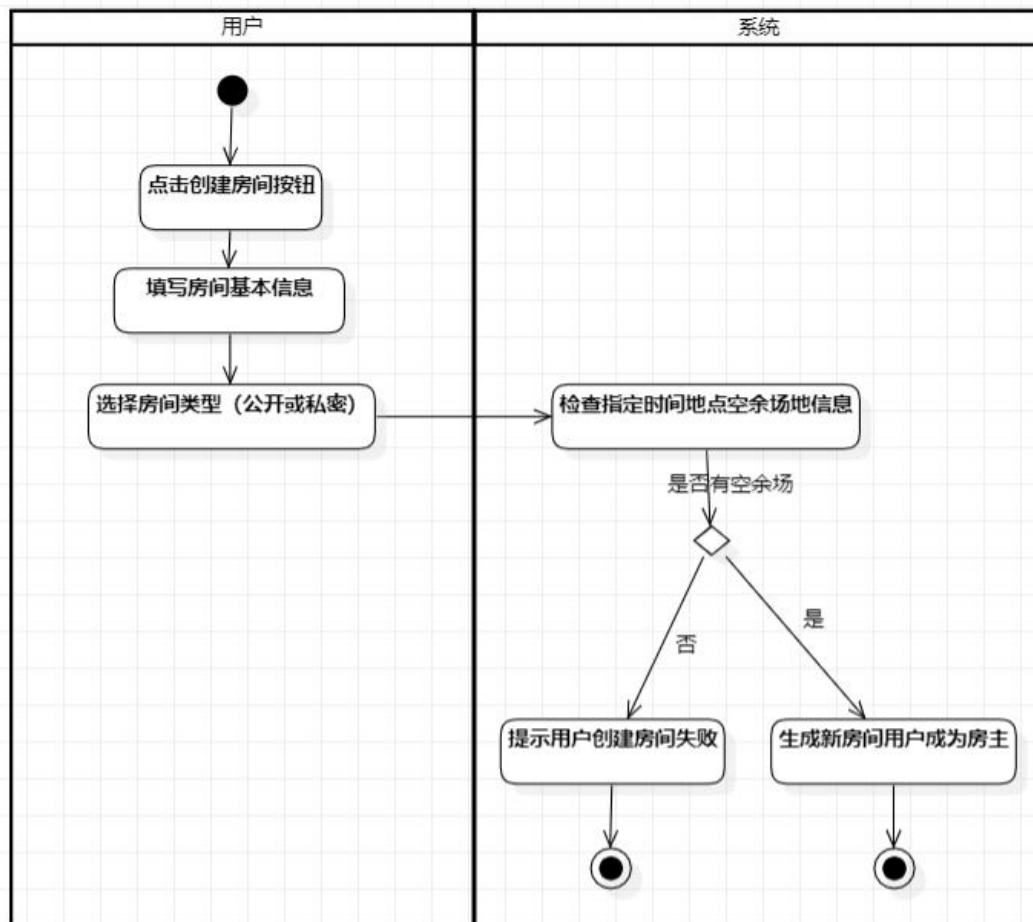 用户
系统
点击创建房间按钮
填写房间基本信息
选择房间类型（公开或私密）
检查指定时间地点空余场地信息
是否有空余场
否
是
提示用户创建房间失败
生成新房间用户成为房主